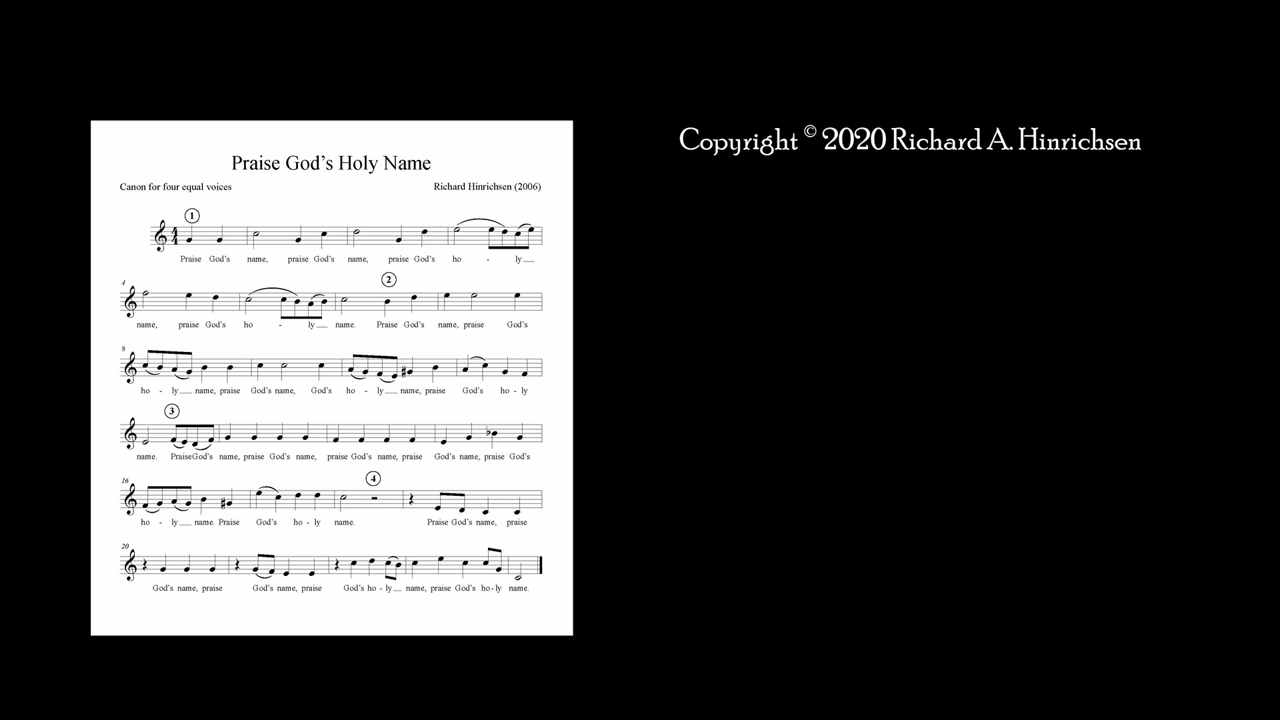 Copyright © 2020 Richard A. Hinrichsen
Praise God's Holy Name
Canon for four equal voices Richard Hinrichsen (2006)
1
4 4
Praise God's name, praise God's name, praise God's ho - ly
4
2
name, praise God's ho - ly name. Praise God's name, praise God's
8
ho - ly name, praise God's name, God's ho - ly name, praise God's ho - ly
3
name. Praise God's name, praise God's name, praise God's name, praise God's name, praise God's
16
4
ho - ly name. Praise God's ho - ly name. Praise God's name, praise
20
God's name, praise God's name, praise God's ho - ly name, praise God's ho - ly name.